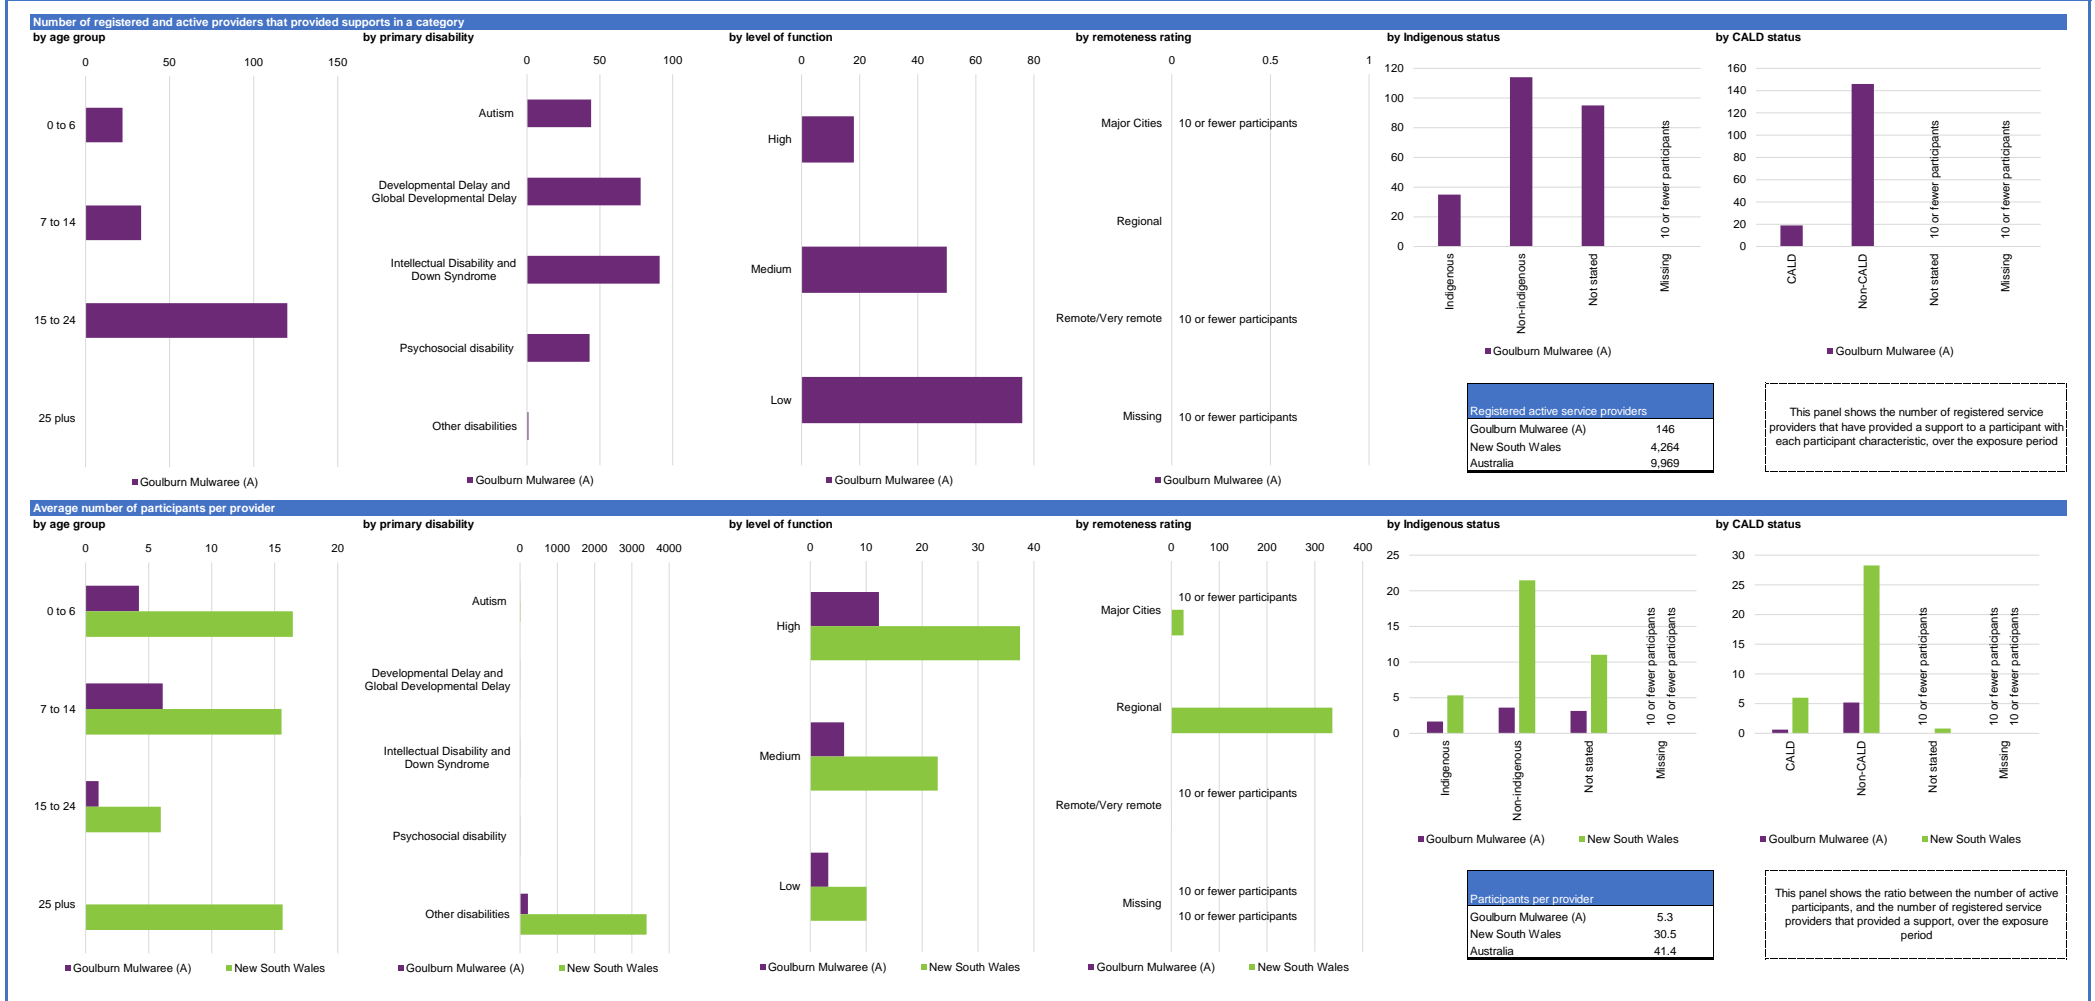 Number of registered and active providers that provided supports in a category
by age group
0 50 100 150
0 to 6
7 to 14
15 to 24
25 plus
Goulburn Mulwaree (A)
by primary disability
0 50 100
Autism
Developmental Delay and
Global Developmental Delay
Intellectual Disability and
Down Syndrome
Psychosocial disability
Other disabilities
Goulburn Mulwaree (A)
by level of function
0 20 40 60 80
High
Medium
Low
Goulburn Mulwaree (A)
by remoteness rating
0 0.5 1
Major Cities 10 or fewer participants
Regional
Remote/Very remote 10 or fewer participants
Missing 10 or fewer participants
Goulburn Mulwaree (A)
by Indigenous status
120
100
80
60
40
20
0
10 or fewer participants
Indigenous
Non-indigenous
Not stated
Missing
Goulburn Mulwaree (A)
by CALD status
160
140
120
100
80
60
40
20
0
10 or fewer participants
10 or fewer participants
CALD
Non-CALD
Not stated
Missing
Goulburn Mulwaree (A)
Registered active service providers
Goulburn Mulwaree (A) 146
New South Wales 4,264
Australia 9,969
This panel shows the number of registered service
providers that have provided a support to a participant with
each participant characteristic, over the exposure period
Average number of participants per provider
by age group
0 5 10 15 20
0 to 6
7 to 14
15 to 24
25 plus
Goulburn Mulwaree (A) New South Wales
by primary disability
0 1000 2000 3000 4000
Autism
Developmental Delay and
Global Developmental Delay
Intellectual Disability and
Down Syndrome
Psychosocial disability
Other disabilities
Goulburn Mulwaree (A) New South Wales
by level of function
0 10 20 30 40
High
Medium
Low
Goulburn Mulwaree (A) New South Wales
by remoteness rating
0 100 200 300 400
10 or fewer participants
Major Cities
Regional
10 or fewer participants
Remote/Very remote
10 or fewer participants
Missing
10 or fewer participants
Goulburn Mulwaree (A) New South Wales
by Indigenous status
25
20
15
10
5
0
10 or fewer participants
10 or fewer participants
Indigenous
Non-indigenous
Not stated
Missing
Goulburn Mulwaree (A) New South Wales
by CALD status
30
25
20
15
10
5
0
10 or fewer participants
10 or fewer participants
10 or fewer participants
CALD
Non-CALD
Not stated
Missing
Goulburn Mulwaree (A) New South Wales
Participants per provider
Goulburn Mulwaree (A) 5.3
New South Wales 30.5
Australia 41.4
This panel shows the ratio between the number of active
participants, and the number of registered service
providers that provided a support, over the exposure
period